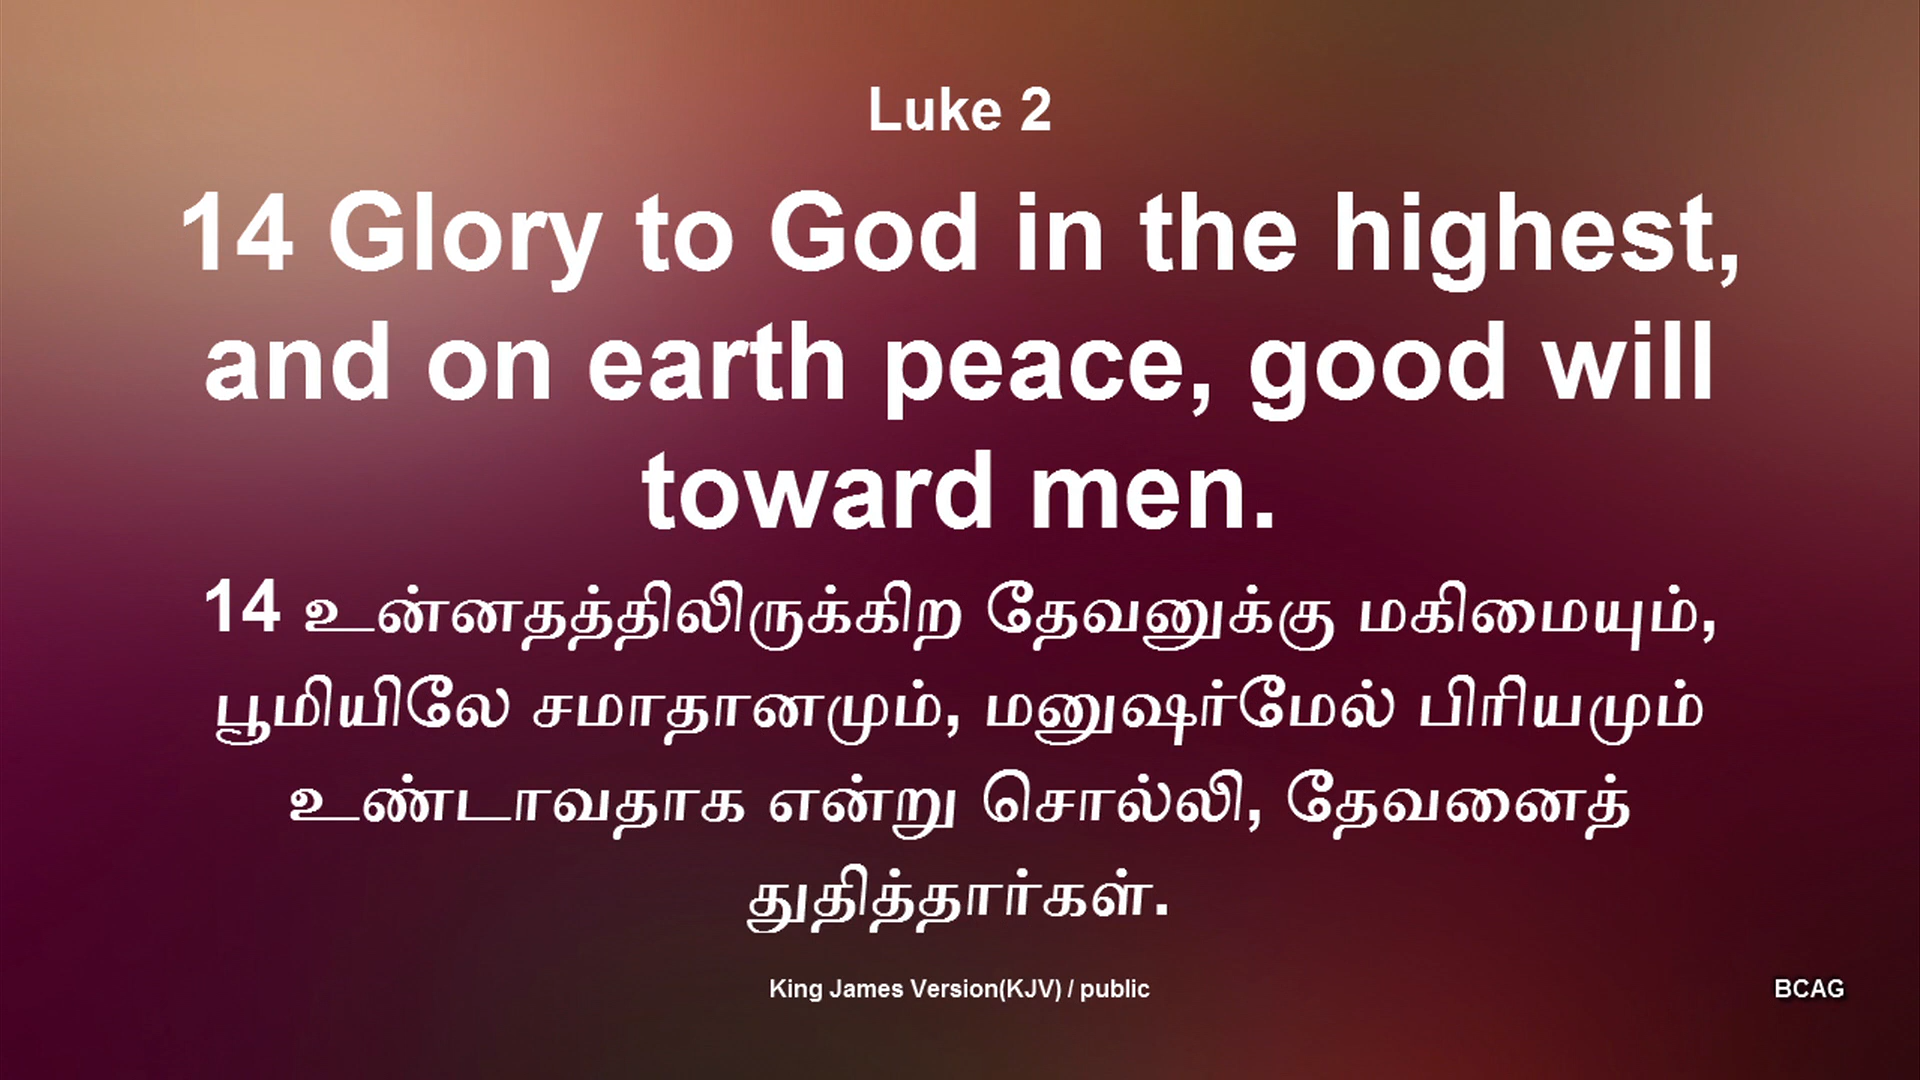 Luke 2
14 Glory to God in the highest,
and on earth peace, good will
toward men.
14 உன்னதத்திலிருக்கிற தேவனுக்கு மகிமையும்,
பூமியிலே சமாதானமும், மனுஷர்மேல் பிரியமும்
உண்டாவதாக என்று சொல்லி, தேவனைத்
துதித்தார்கள்.
King James Version(KJV) / public
BCAG